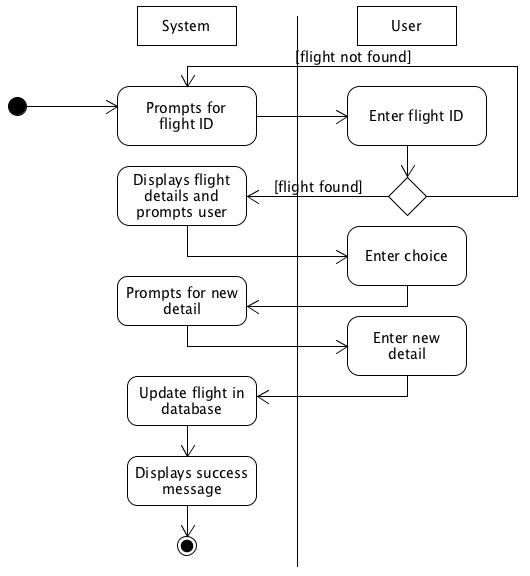 System
User
[flight not found]
Prompts for
flight ID
Enter flight ID
Displays flight
details and
prompts user
[flight found]
Enter choice
Prompts for new
detail
Enter new
detail
Update flight in
database
Displays success
message